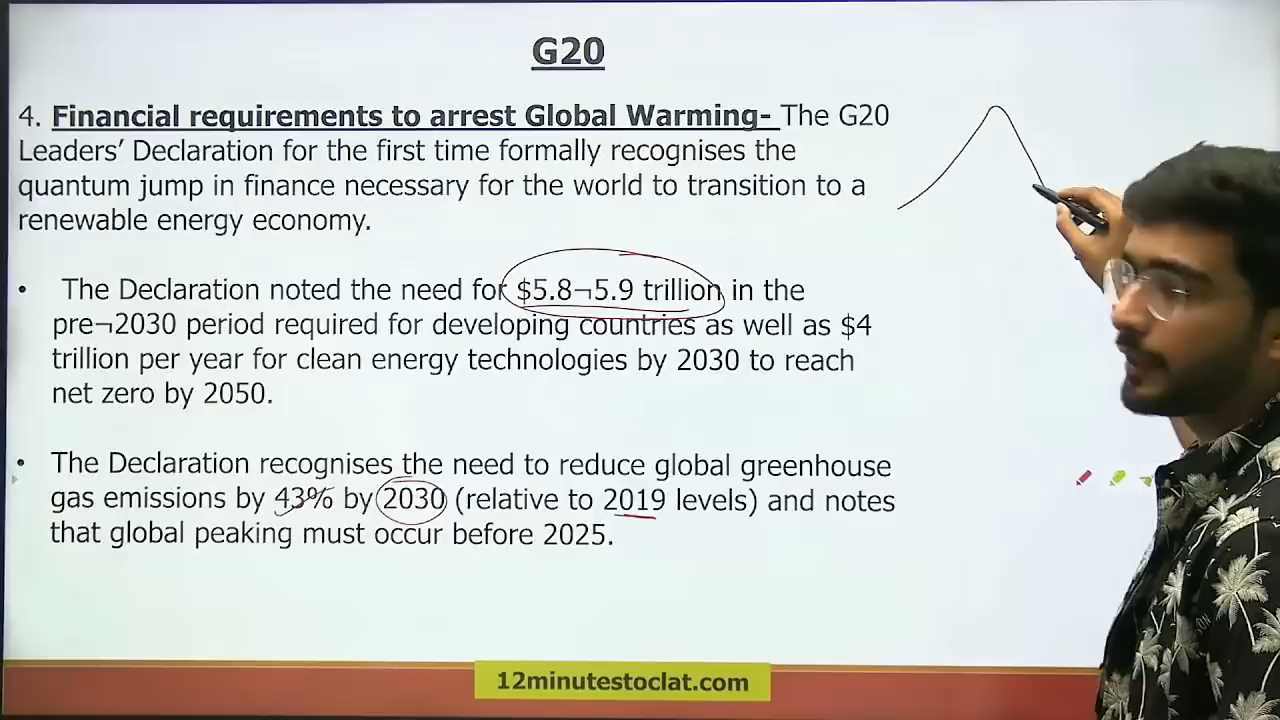 G20
4. Financial requirements to arrest Global Warming- The G20
Leaders’ Declaration for the first time formally recognises the
quantum jump in finance necessary for the world to transition to a
renewable energy economy.
• The Declaration noted the need for $5.8¬5.9 trillion in the
pre¬2030 period required for developing countries as well as $4
trillion per year for clean energy technologies by 2030 to reach
net zero by 2050.
• The Declaration recognises the need to reduce global greenhouse
gas emissions by 43% by 2030 (relative to 2019 levels) and notes
that global peaking must occur before 2025.
12minutestoclat.com